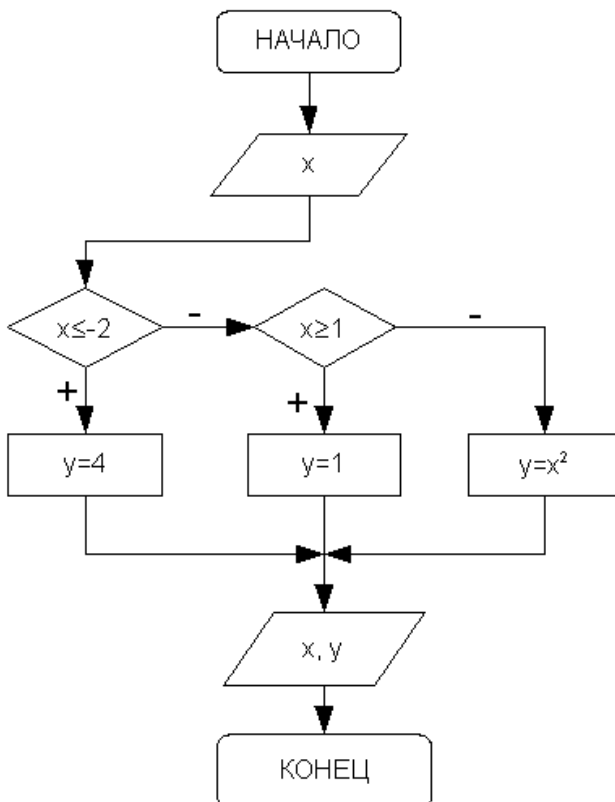 НАЧАЛО
x
x≤-2
-
x≥1
-
+
+
y=4
y=1
y=x²
x, y
КОНЕЦ